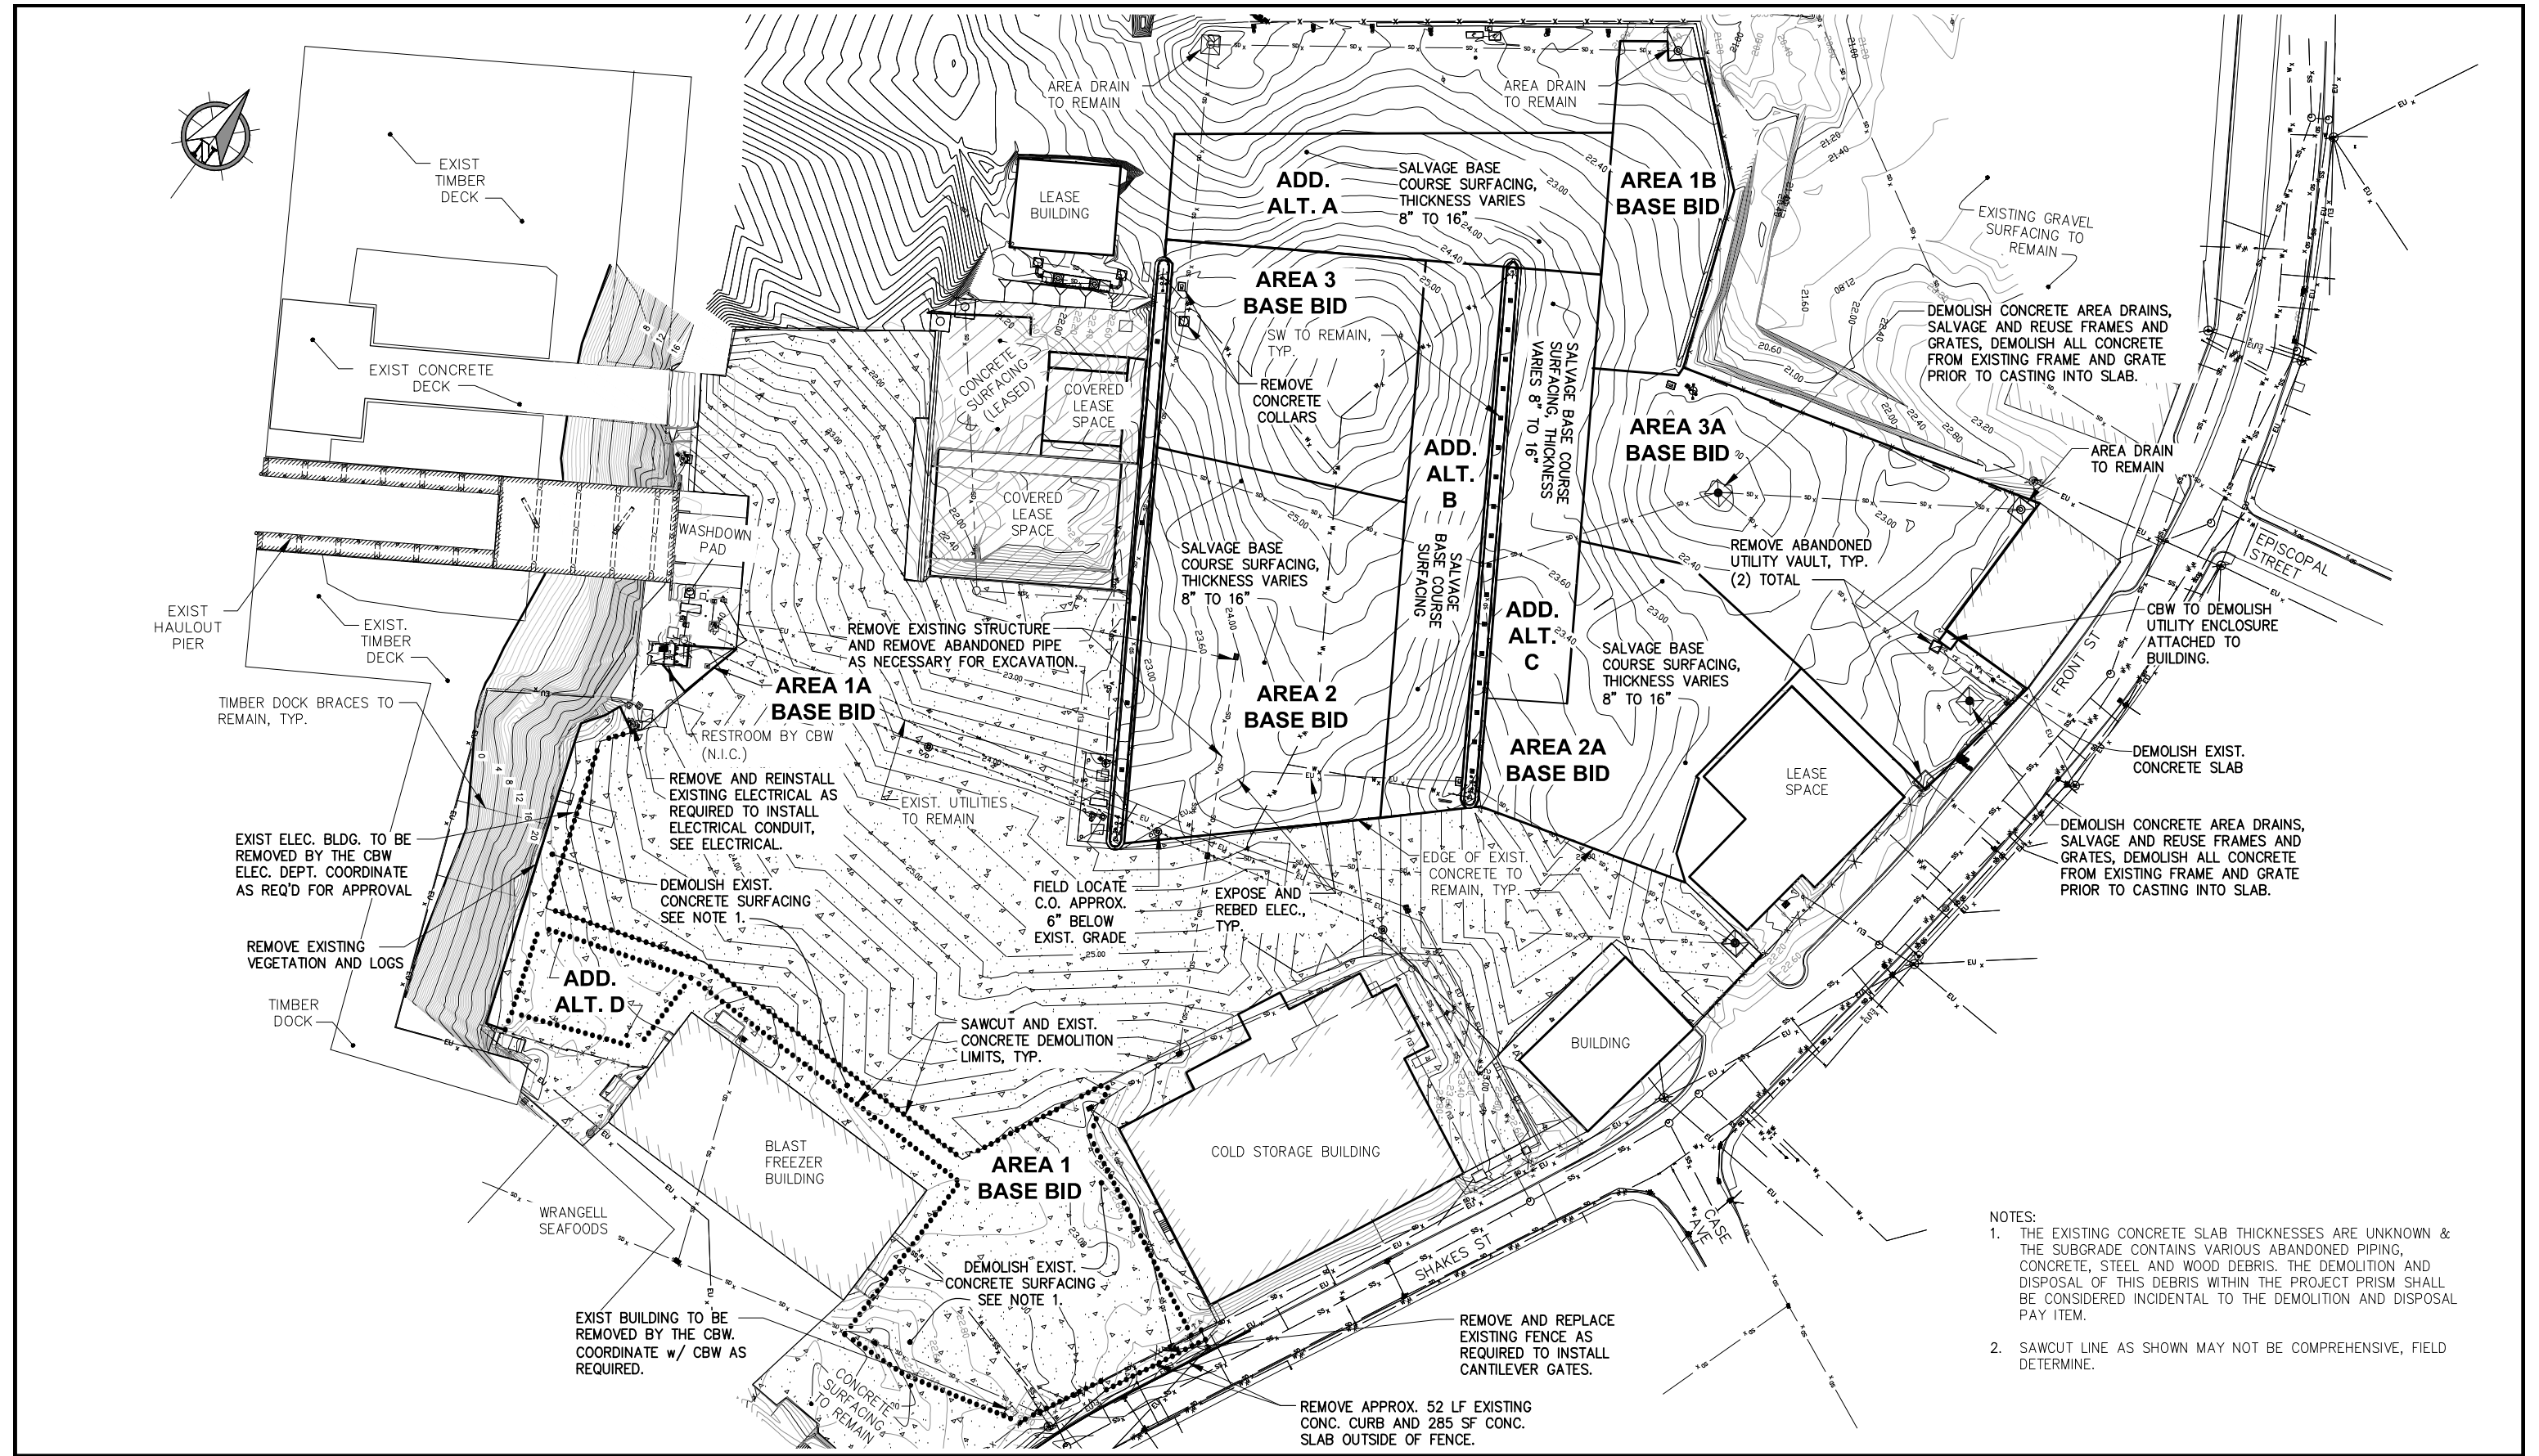 AREA DRAIN
TO REMAIN
AREA DRAIN
TO REMAIN
EXIST
TIMBER
DECK
LEASE
BUILDING
ADD.
ALT. A
SALVAGE BASE
COURSE SURFACING,
THICKNESS VARIES
8" TO 16"
AREA 1B
BASE BID
EXISTING GRAVEL
SURFACING TO
REMAIN
AREA 3
BASE BID
SW TO REMAIN,
TYP.
REMOVE
CONCRETE
COLLARS
SALVAGE BASE COURSE
SURFACING, THICKNESS
VARIES 8" TO 16"
DEMOLISH CONCRETE AREA DRAINS,
SALVAGE AND REUSE FRAMES AND
GRATES, DEMOLISH ALL CONCRETE
FROM EXISTING FRAME AND GRATE
PRIOR TO CASTING INTO SLAB.
EXIST CONCRETE
DECK
CONCRETE
SURFACING
(LEASED)
COVERED
LEASE
SPACE
AREA 3A
BASE BID
AREA DRAIN
TO REMAIN
ADD.
ALT.
B
COVERED
LEASE
SPACE
WASHDOWN
PAD
SALVAGE BASE
COURSE SURFACING,
THICKNESS VARIES
8" TO 16"
SALVAGE
BASE COURSE
SURFACING
REMOVE ABANDONED
UTILITY VAULT, TYP.
(2) TOTAL
EPISCOPAL
STREET
EXIST
HAULOUT
PIER
EXIST.
TIMBER
DECK
REMOVE EXISTING STRUCTURE
AND REMOVE ABANDONED PIPE
AS NECESSARY FOR EXCAVATION.
ADD.
ALT.
C
SALVAGE BASE
COURSE SURFACING,
THICKNESS VARIES
8" TO 16"
CBW TO DEMOLISH
UTILITY ENCLOSURE
ATTACHED TO
BUILDING.
FRONT ST
TIMBER DOCK BRACES TO
REMAIN, TYP.
AREA 1A
BASE BID
RESTROOM BY CBW
(N.I.C.)
AREA 2
BASE BID
AREA 2A
BASE BID
LEASE
SPACE
DEMOLISH EXIST.
CONCRETE SLAB
REMOVE AND REINSTALL
EXISTING ELECTRICAL AS
REQUIRED TO INSTALL
ELECTRICAL CONDUIT,
SEE ELECTRICAL.
EXIST. UTILITIES
TO REMAIN
EXIST ELEC. BLDG. TO BE
REMOVED BY THE CBW
ELEC. DEPT. COORDINATE
AS REQ'D FOR APPROVAL
DEMOLISH CONCRETE AREA DRAINS,
SALVAGE AND REUSE FRAMES AND
GRATES, DEMOLISH ALL CONCRETE
FROM EXISTING FRAME AND GRATE
PRIOR TO CASTING INTO SLAB.
DEMOLISH EXIST.
CONCRETE SURFACING
SEE NOTE 1.
FIELD LOCATE
C.O. APPROX.
6" BELOW
EXIST. GRADE
EXPOSE AND
REBED ELEC.,
TYP.
EDGE OF EXIST.
CONCRETE TO
REMAIN, TYP.
REMOVE EXISTING
VEGETATION AND LOGS
ADD.
ALT. D
TIMBER
DOCK
SAWCUT AND EXIST.
CONCRETE DEMOLITION
LIMITS, TYP.
BUILDING
BLAST
FREEZER
BUILDING
COLD STORAGE BUILDING
AREA 1
BASE BID
WRANGELL
SEAFOODS
CASE
AVE
SHAKES ST
DEMOLISH EXIST.
CONCRETE SURFACING
SEE NOTE 1.
EXIST BUILDING TO BE
REMOVED BY THE CBW.
COORDINATE w/ CBW AS
REQUIRED.
CONCRETE
SURFACING
TO REMAIN
REMOVE AND REPLACE
EXISTING FENCE AS
REQUIRED TO INSTALL
CANTILEVER GATES.
REMOVE APPROX. 52 LF EXISTING
CONC. CURB AND 285 SF CONC.
SLAB OUTSIDE OF FENCE.
NOTES:
1. THE EXISTING CONCRETE SLAB THICKNESSES ARE UNKNOWN &
THE SUBGRADE CONTAINS VARIOUS ABANDONED PIPING,
CONCRETE, STEEL AND WOOD DEBRIS. THE DEMOLITION AND
DISPOSAL OF THIS DEBRIS WITHIN THE PROJECT PRISM SHALL
BE CONSIDERED INCIDENTAL TO THE DEMOLITION AND DISPOSAL
PAY ITEM.
2. SAWCUT LINE AS SHOWN MAY NOT BE COMPREHENSIVE, FIELD
DETERMINE.